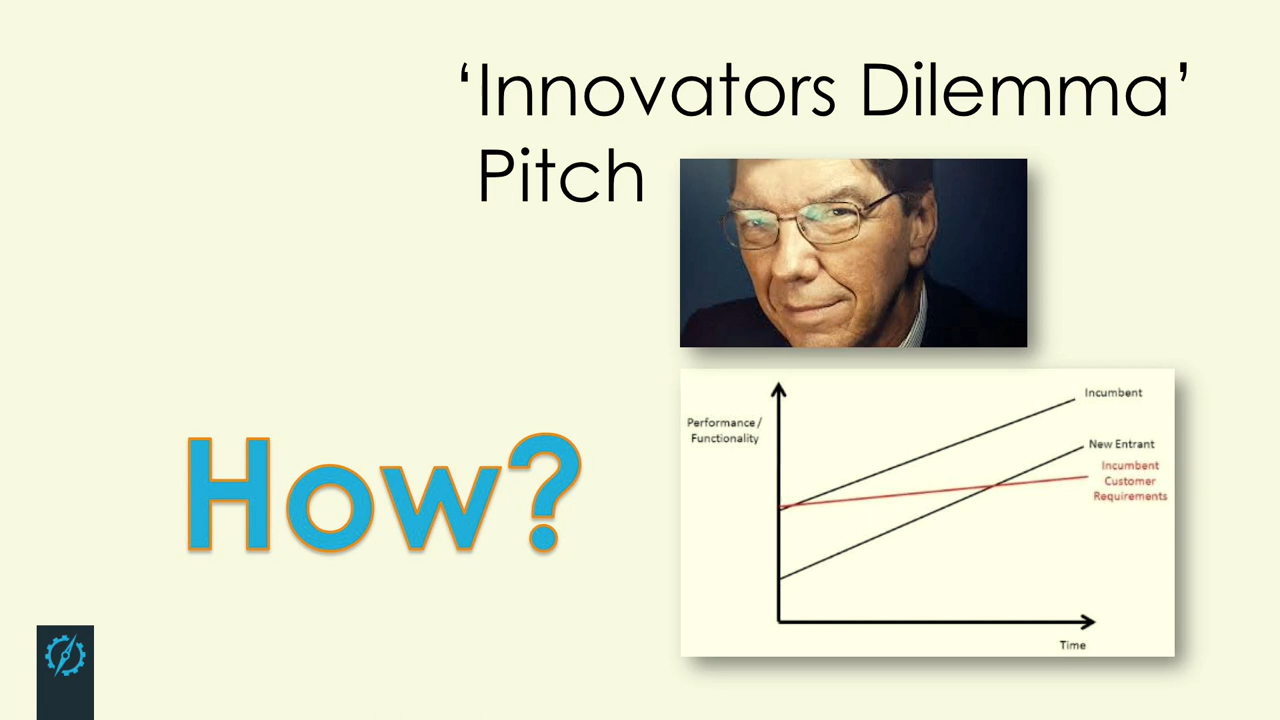 ‘Innovators Dilemma’
Pitch
How?
Performance/
Functionality
Incumbent
New Entrant
Incumbent
Customer
Requirements
Time